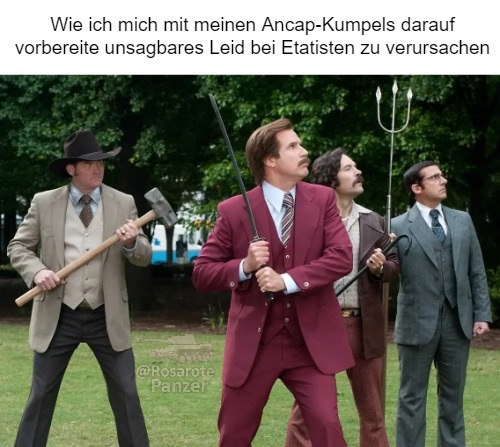 Wie ich mich mit meinen Ancap-Kumpels darauf
vorbereite unsagbares Leid bei Etatisten zu verursachen
@Rosarote
Panzer